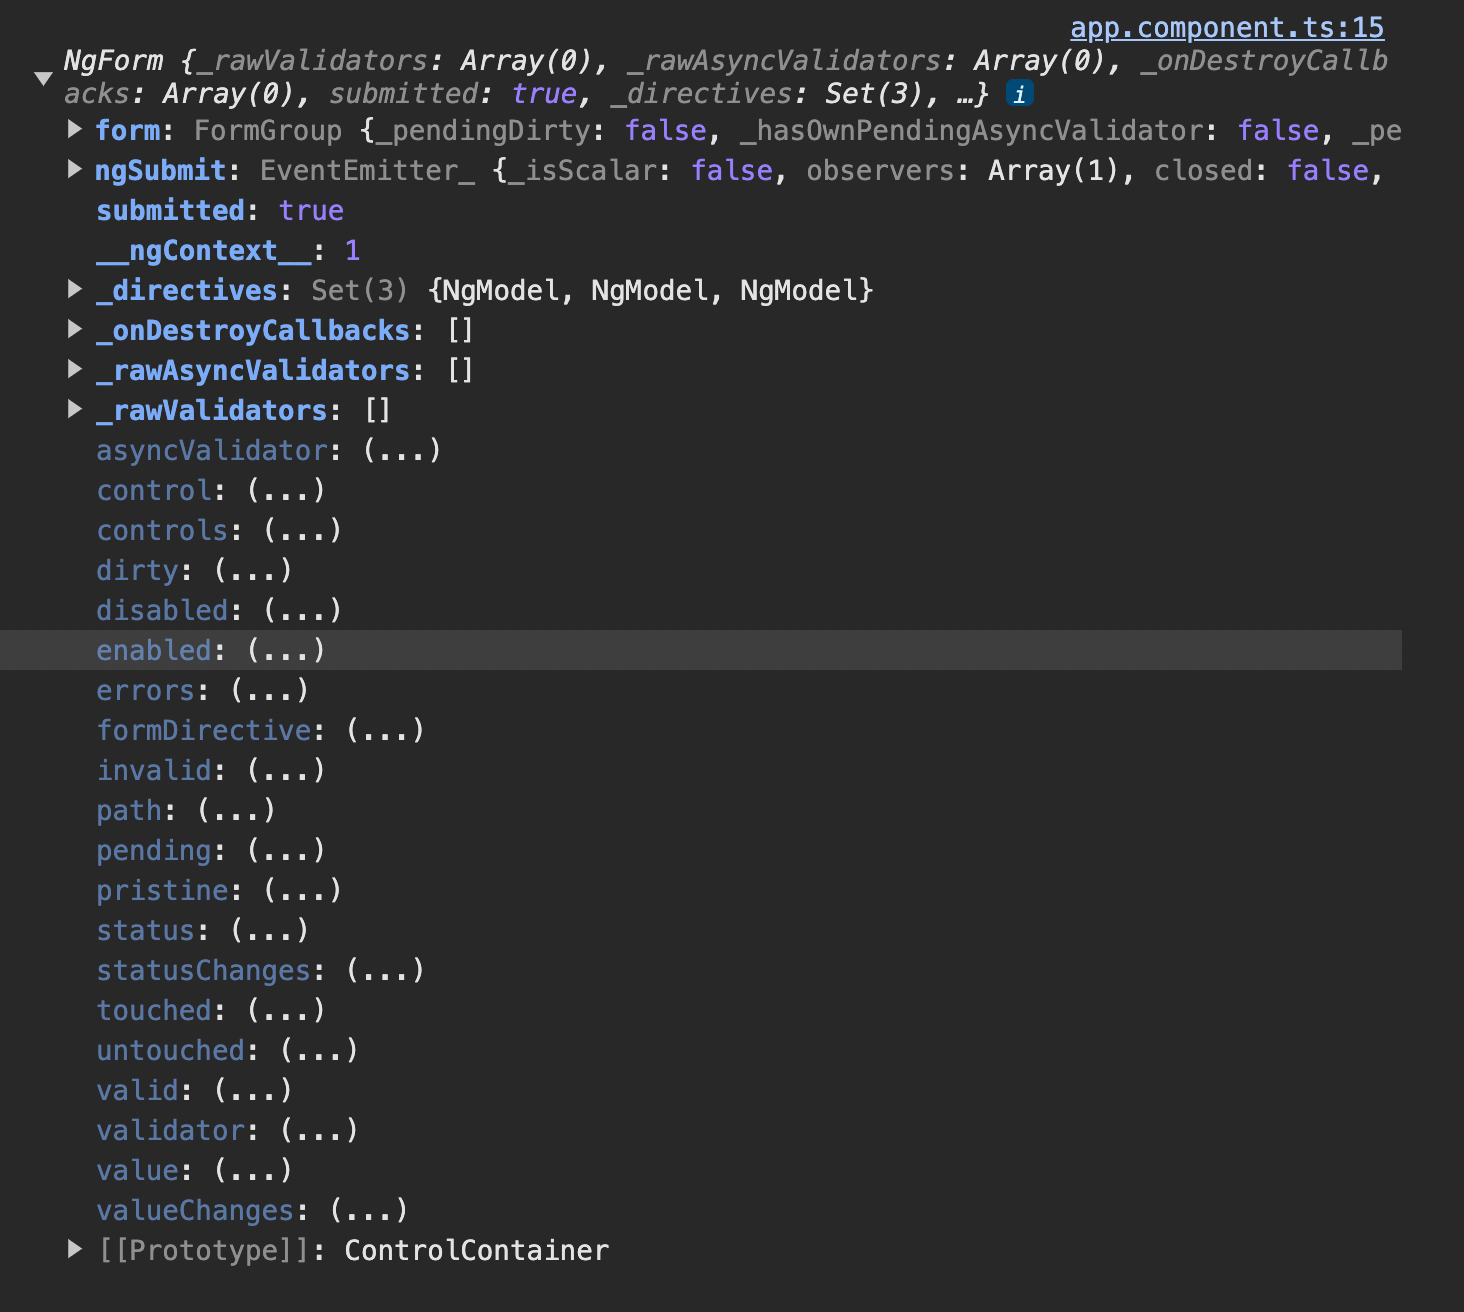 app.component.ts:15
NgForm {_rawValidators: Array(0), _rawAsyncValidators: Array(0), _onDestroyCallb
acks: Array(0), submitted: true, _directives: Set(3), …} i
form: FormGroup {_pendingDirty: false, _hasOwnPendingAsyncValidator: false, _pe
ngSubmit: EventEmitter_ {_isScalar: false, observers: Array(1), closed: false,
submitted: true
__ngContext__: 1
_directives: Set(3) {NgModel, NgModel, NgModel}
_onDestroyCallbacks: []
_rawAsyncValidators: []
_rawValidators: []
asyncValidator: (...)
control: (...)
controls: (...)
dirty: (...)
disabled: (...)
enabled: (...)
errors: (...)
formDirective: (...)
invalid: (...)
path: (...)
pending: (...)
pristine: (...)
status: (...)
statusChanges: (...)
touched: (...)
untouched: (...)
valid: (...)
validator: (...)
value: (...)
valueChanges: (...)
[[Prototype]]: ControlContainer